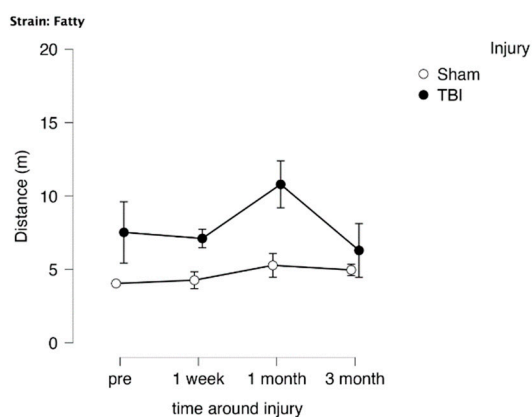 Strain: Fatty
Injury
Sham
TBI
20
15
10
5
0
Distance (m)
pre 1 week 1 month 3 month
time around injury